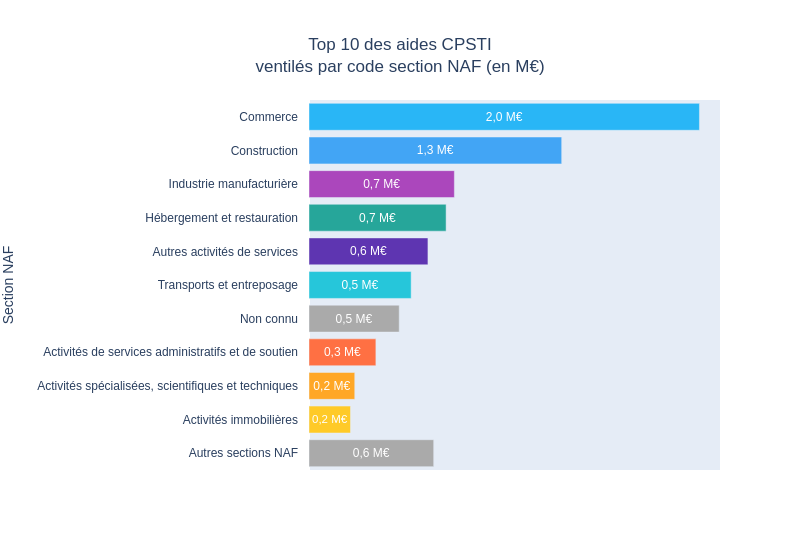 Top 10 des aides CPSTI
ventilés par code section NAF (en M€)
Section NAF
Commerce 2,0 M€
Construction 1,3 M€
Industrie manufacturière 0,7 M€
Hébergement et restauration 0,7 M€
Autres activités de services 0,6 M€
Transports et entreposage 0,5 M€
Non connu 0,5 M€
Activités de services administratifs et de soutien 0,3 M€
Activités spécialisées, scientifiques et techniques 0,2 M€
Activités immobilières 0,2 M€
Autres sections NAF 0,6 M€